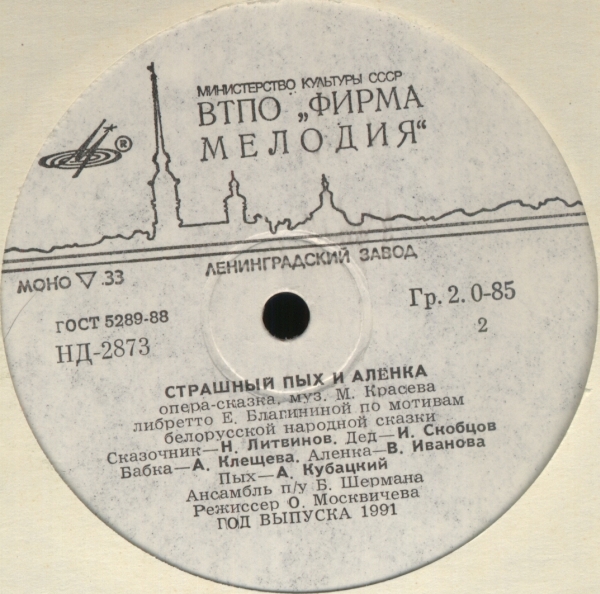 МИНИСТЕРСТВО КУЛЬТУРЫ СССР
ВТПО „ФИРМА
МЕЛОДИЯ“
®
ЛЕНИНГРАДСКИЙ ЗАВОД
МОНО ▽ .33
Гр. 2. 0-85
ГОСТ 5289-88
2
НД-2873
СТРАШНЫЙ ПЫХ И АЛЁНКА
опера-сказка, муз. М. Красева
либретто Е. Благининой по мотивам
белорусской народной сказки
Сказочник—Н. Литвинов, Дед—И. Скобцов
Бабка—А. Клещева, Аленка—В. Иванова
Пых—А. Кубацкий
Ансамбль п/у Б. Шермана
Режиссер О. Москвичева
ГОД ВЫПУСКА 1991